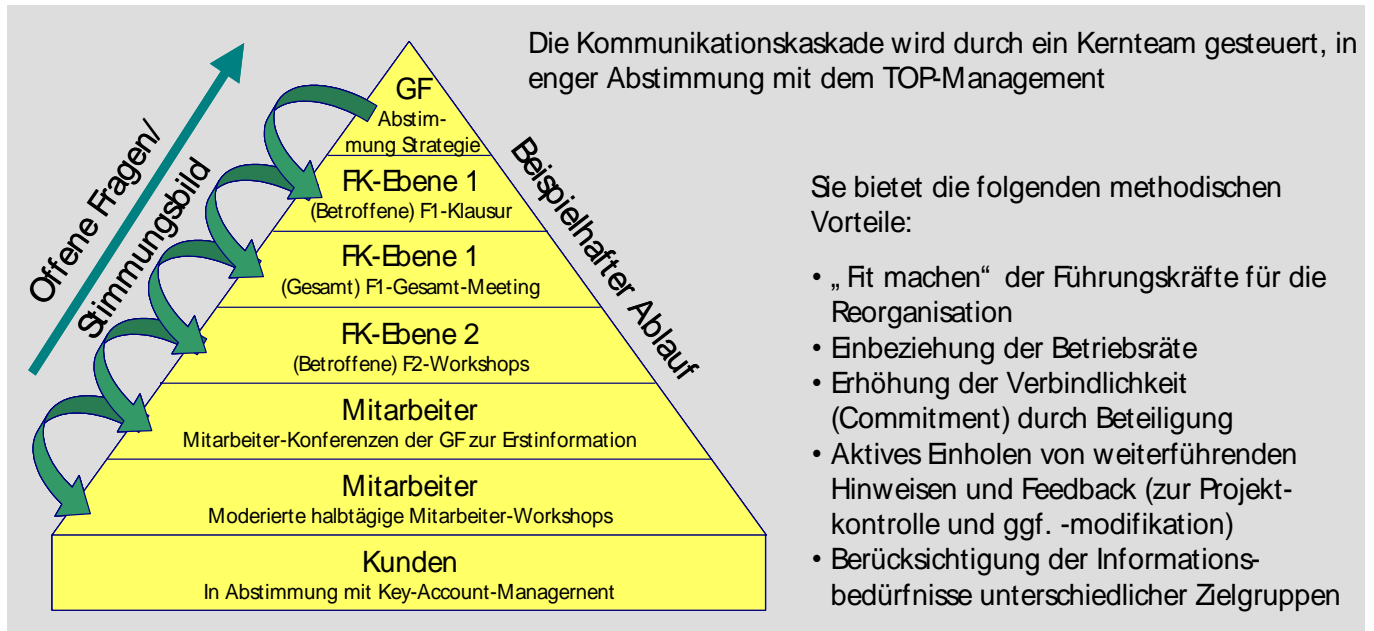 Die Kommunikationskaskade wird durch ein Kernteam gesteuert, in
enger Abstimmung mit dem TOP-Management
Offene Fragen/
Stimmungsbild
GF
Abstim-
mung Strategie
FK-Ebene 1
(Betroffene) F1-Klausur
FK-Ebene 1
(Gesamt) F1-Gesamt-Meeting
FK-Ebene 2
(Betroffene) F2-Workshops
Mitarbeiter
Mitarbeiter-Konferenzen der GF zur Erstinformation
Mitarbeiter
Moderierte halbtägige Mitarbeiter-Workshops
Kunden
In Abstimmung mit Key-Account-Managernent
Beispielhafter Ablauf
Sie bietet die folgenden methodischen
Vorteile:
• „ Fit machen“ der Führungskräfte für die
Reorganisation
• Einbeziehung der Betriebsräte
• Erhöhung der Verbindlichkeit
(Commitment) durch Beteiligung
• Aktives Einholen von weiterführenden
Hinweisen und Feedback (zur Projekt-
kontrolle und ggf. -modifikation)
• Berücksichtigung der Informations-
bedürfnisse unterschiedlicher Zielgruppen